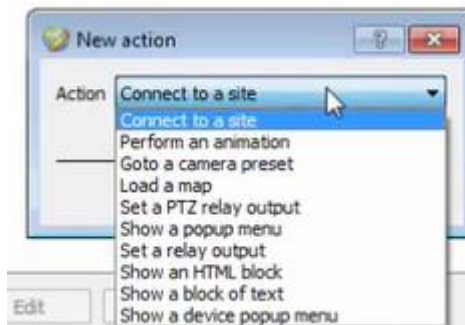 New action
Action Connect to a site
Connect to a site
Perform an animation
Goto a camera preset
Load a map
Set a PTZ relay output
Show a popup menu
Set a relay output
Show an HTML block
Show a block of text
Show a device popup menu
Edit